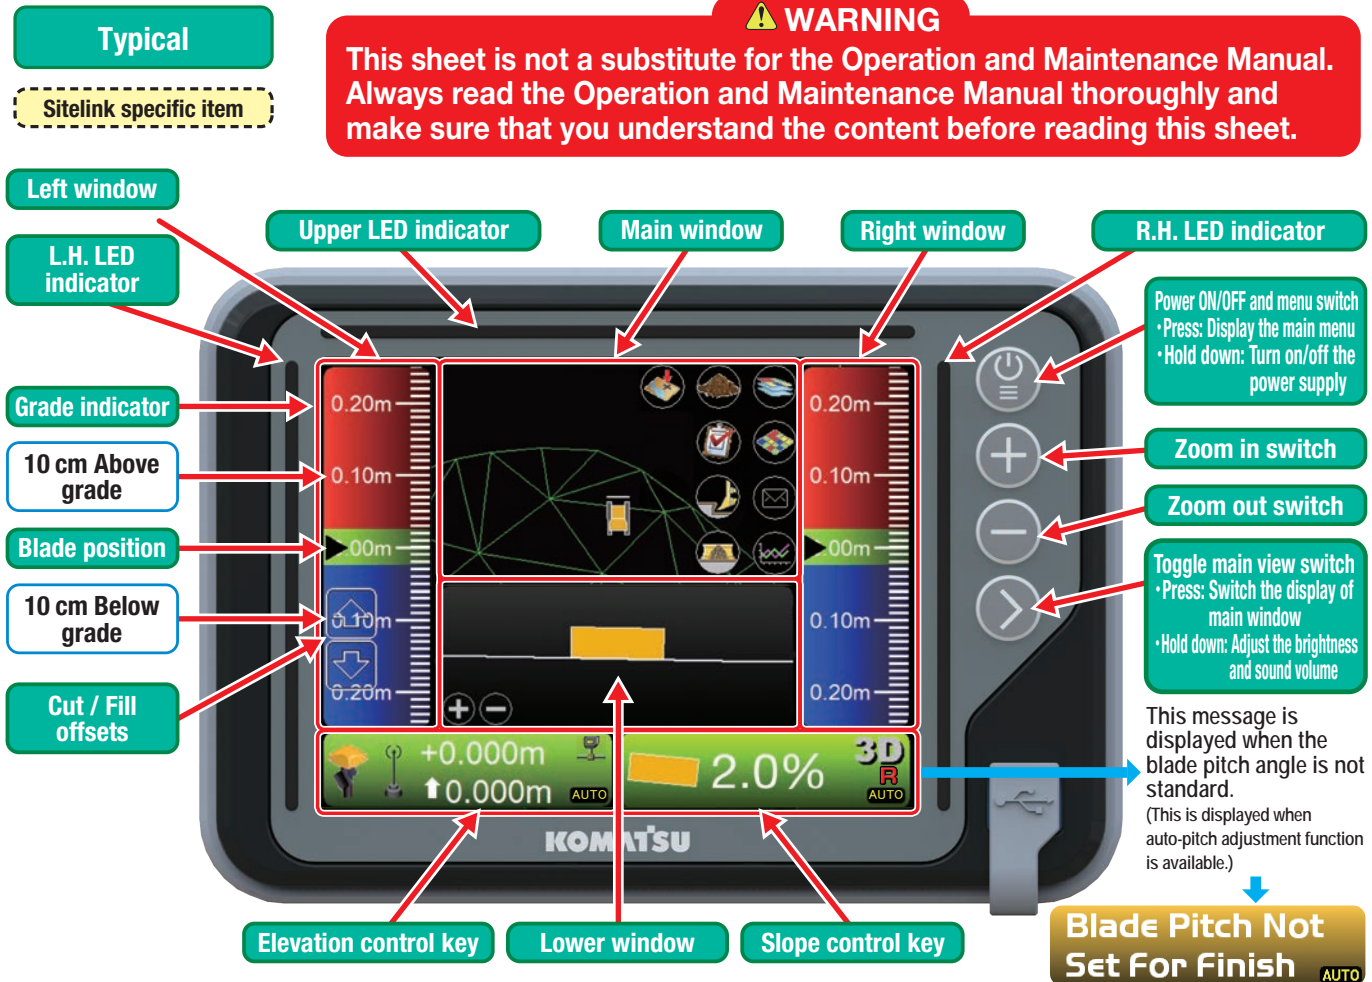 Typical
Sitelink specific item
WARNING
This sheet is not a substitute for the Operation and Maintenance Manual.
Always read the Operation and Maintenance Manual thoroughly and
make sure that you understand the content before reading this sheet.
Left window
L.H. LED
indicator
Upper LED indicator
Main window
Right window
R.H. LED indicator
Power ON/OFF and menu switch
•Press: Display the main menu
•Hold down: Turn on/off the
power supply
Grade indicator
10 cm Above
grade
Blade position
10 cm Below
grade
Cut / Fill
offsets
Zoom in switch
Zoom out switch
Toggle main view switch
•Press: Switch the display of
main window
•Hold down: Adjust the brightness
and sound volume
0.20m
0.10m
.00m
0.10m
0.20m
0.20m
0.10m
.00m
0.10m
0.20m
+0.000m
0.000m
AUTO
2.0%
3D
R
AUTO
KOMATSU
This message is
displayed when the
blade pitch angle is not
standard.
(This is displayed when
auto-pitch adjustment function
is available.)
Blade Pitch Not
Set For Finish
AUTO
Elevation control key
Lower window
Slope control key